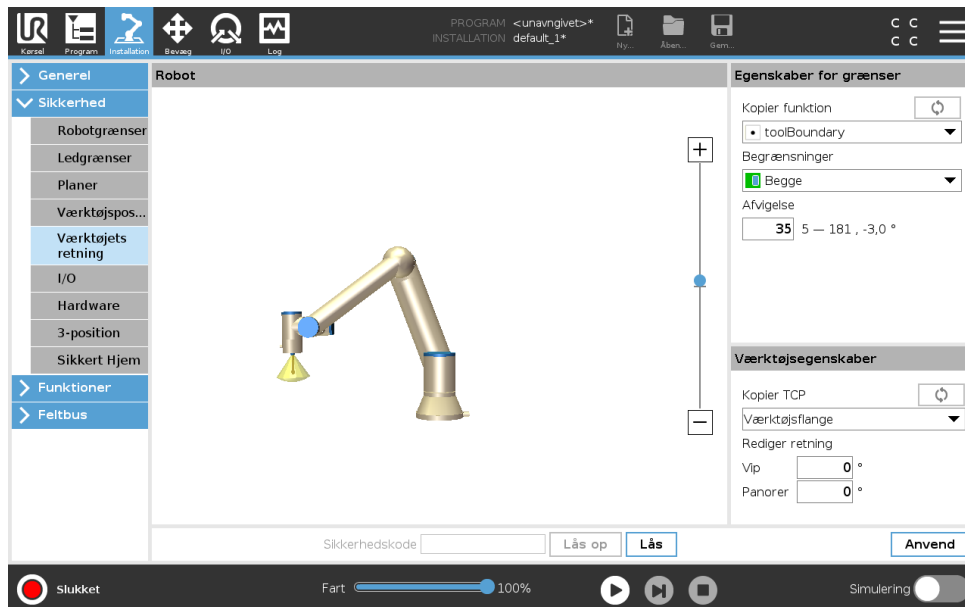 UR
PROGRAM <unavngivet>*
INSTALLATION default_1*
Kørsel Program Installation Bevæg I/O Log
Ny... Åben... Gem...
C C
C C
Generel
Sikkerhed
Robotgrænser
Ledgrænser
Planer
Værktøjspos...
Værktøjets
retning
I/O
Hardware
3-position
Sikkert Hjem
Funktioner
Feltbus
Robot
Egenskaber for grænser
Kopier funktion
toolBoundary
Begrænsninger
Begge
Afvigelse
35 5 — 181 , -3,0 °
Værktøjsegenskaber
Kopier TCP
Værktøjsflange
Rediger retning
Vip 0 °
Panorer 0 °
Sikkerhedskode Lås op Lås Anvend
Slukket Fart 100% Simulering